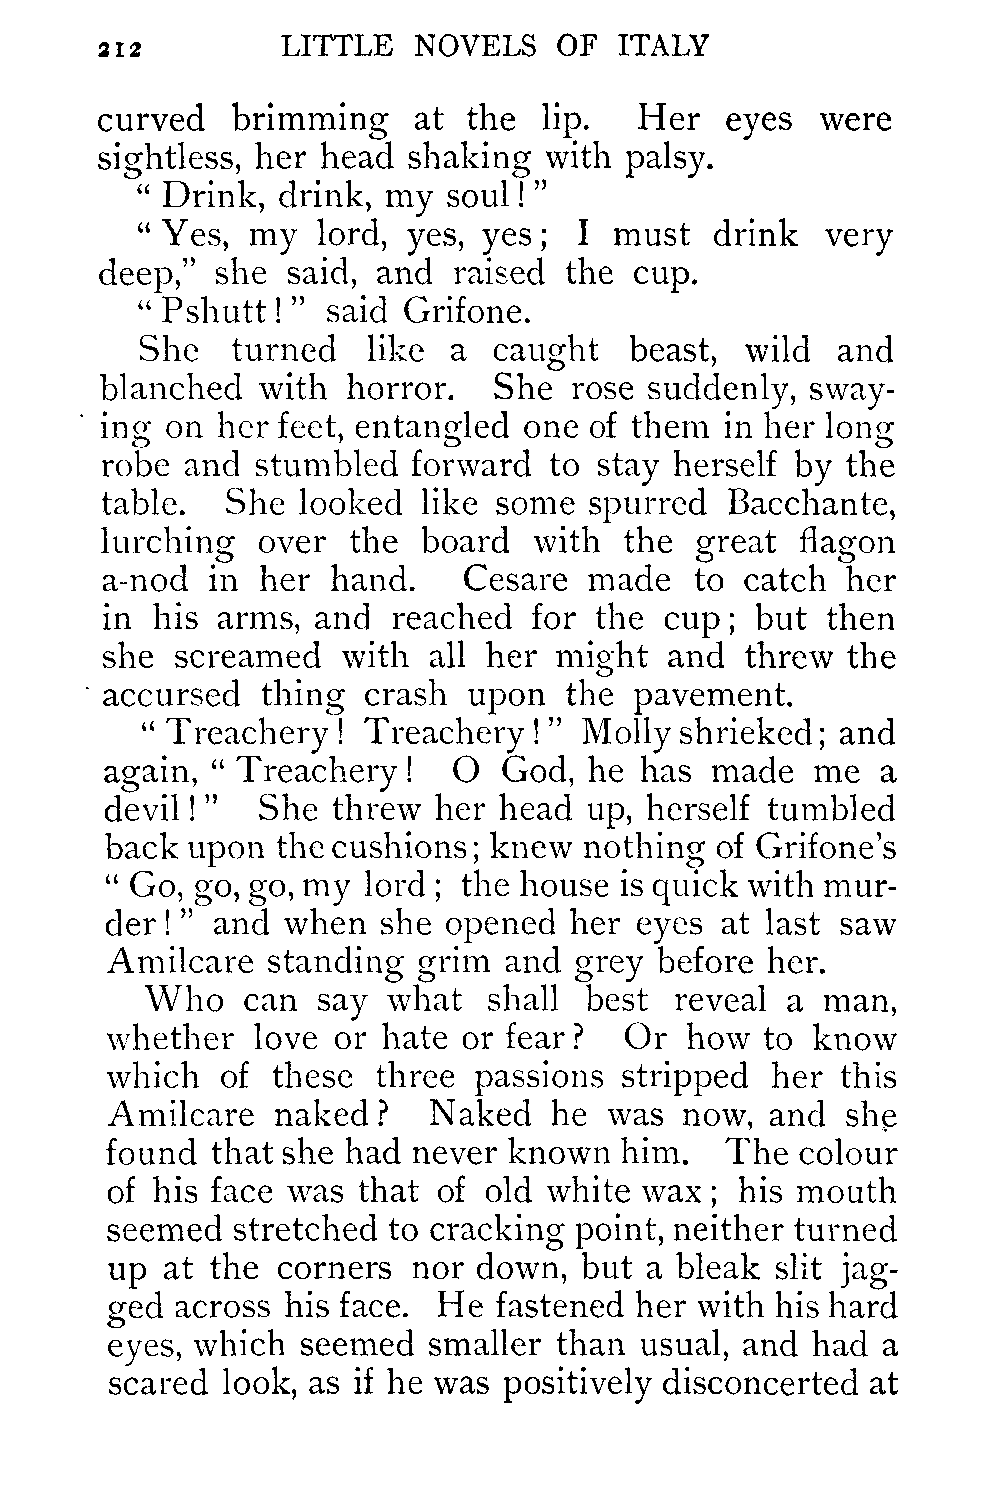 212 LITTLE NOVELS OF ITALY
curved brimming at the lip. Her eyes were
sightless, her head shaking with palsy.
“ Drink, drink, my soul ! ”
“ Yes, my lord, yes, yes ; I must drink very
deep,” she said, and raised the cup.
“ Pshutt ! ” said Grifone.
She turned like a caught beast, wild and
blanched with horror. She rose suddenly, sway-
ing on her feet, entangled one of them in her long
robe and stumbled forward to stay herself by the
table. She looked like some spurred Bacchante,
lurching over the board with the great flagon
a-nod in her hand. Cesare made to catch her
in his arms, and reached for the cup ; but then
she screamed with all her might and threw the
accursed thing crash upon the pavement.
“ Treachery ! Treachery ! ” Molly shrieked ; and
again, “ Treachery ! O God, he has made me a
devil ! ” She threw her head up, herself tumbled
back upon the cushions ; knew nothing of Grifone’s
“ Go, go, go, my lord ; the house is quick with mur-
der ! ” and when she opened her eyes at last saw
Amilcare standing grim and grey before her.
Who can say what shall best reveal a man,
whether love or hate or fear ? Or how to know
which of these three passions stripped her this
Amilcare naked ? Naked he was now, and she
found that she had never known him. The colour
of his face was that of old white wax ; his mouth
seemed stretched to cracking point, neither turned
up at the corners nor down, but a bleak slit jag-
ged across his face. He fastened her with his hard
eyes, which seemed smaller than usual, and had a
scared look, as if he was positively disconcerted at